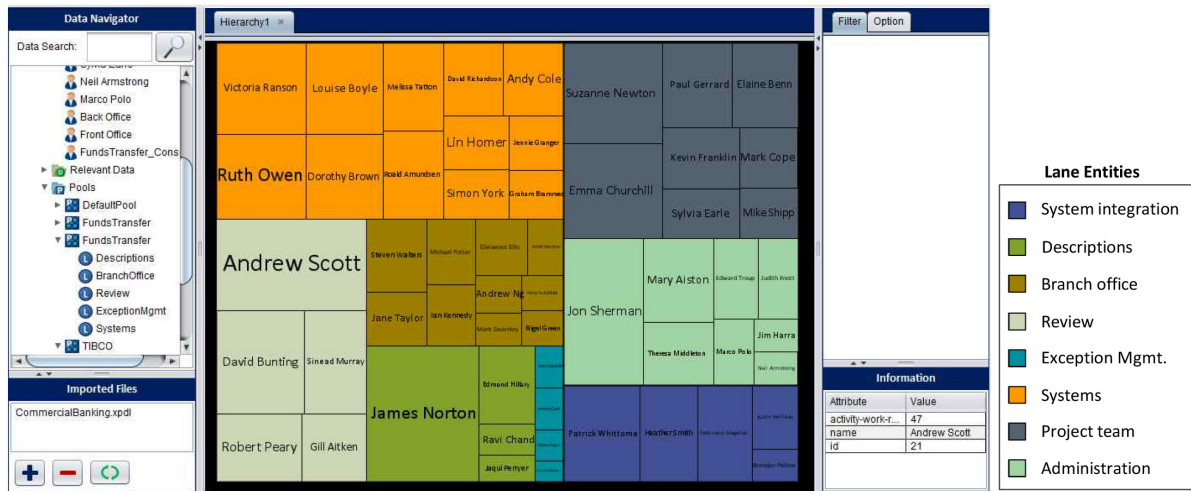 Data Navigator
Data Search:
Neil Armstrong
Marco Polo
Back Office
Front Office
FundsTransfer_Cons
Relevant Data
Pools
DefaultPool
FundsTransfer
FundsTransfer
Descriptions
BranchOffice
Review
ExceptionMgmt
Systems
TIBCO
Imported Files
CommercialBanking.xpdl
Hierarchy1
Victoria Ranson
Louise Boyle
Melissa Tatton
David Richardson
Andy Cole
Ruth Owen
Dorothy Brown
Roald Amundsen
Lin Homer
Jennie Granger
Simon York
Suzanne Newton
Paul Gerrard
Elaine Benn
Kevin Franklin
Mark Cope
Emma Churchill
Sylvia Earle
Mike Shipp
Andrew Scott
Steven Walters
Michael Potter
Jane Taylor
Ian Kennedy
Andrew Ng
Nigel Green
David Bunting
Sinead Murray
Robert Peary
Gill Aitken
James Norton
Edmund Hillary
Ravi Chand
Jaqui Perryer
Jon Sherman
Mary Aiston
Edward Troup
Judith Knott
Theresa Middleton
Marco Polo
Jim Harra
Neil Armstrong
Patrick Whittome
Heather Smith
Filter
Option
Information
Attribute Value
activity-work-r... 47
name Andrew Scott
id 21
Lane Entities
System integration
Descriptions
Branch office
Review
Exception Mgmt.
Systems
Project team
Administration